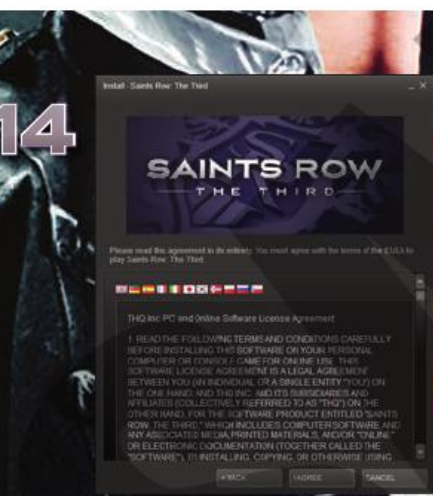 14
Install - Saints Row: The Third
SAINTS ROW
THE THIRD
Please read this agreement in its entirety. You must agree with the terms of the EULA to
play Saints Row: The Third.
THQ Inc PC and Online Software License Agreement
1. READ THE FOLLOWING TERMS AND CONDITIONS CAREFULLY
BEFORE INSTALLING THIS SOFTWARE ON YOUR PERSONAL
COMPUTER OR CONSOLE GAME FOR ONLINE USE. THIS
SOFTWARE LICENSE AGREEMENT IS A LEGAL AGREEMENT
BETWEEN YOU (AN INDIVIDUAL OR A SINGLE ENTITY "YOU") ON
THE ONE HAND, AND THQ INC. AND ITS SUBSIDIARIES AND
AFFILIATES (COLLECTIVELY REFERRED TO AS "THQ") ON THE
OTHER HAND, FOR THE SOFTWARE PRODUCT ENTITLED "SAINTS
ROW: THE THIRD," WHICH INCLUDES COMPUTER SOFTWARE AND
ANY ASSOCIATED MEDIA, PRINTED MATERIALS, AND/OR "ONLINE"
OR ELECTRONIC DOCUMENTATION (TOGETHER CALLED THE
"SOFTWARE"). BY INSTALLING, COPYING, OR OTHERWISE USING
< BACK
I AGREE
CANCEL